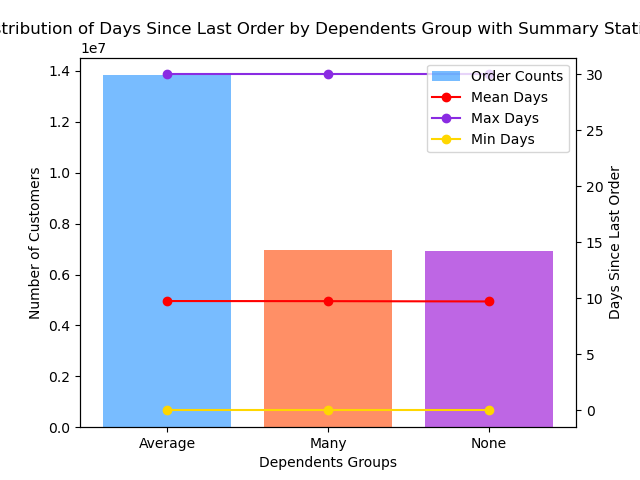 stribution of Days Since Last Order by Dependents Group with Summary Stati
1e7
1.4
1.2
1.0
0.8
0.6
0.4
0.2
0.0
Number of Customers
Order Counts
Mean Days
Max Days
Min Days
30
25
20
15
10
5
0
Days Since Last Order
Average Many None
Dependents Groups